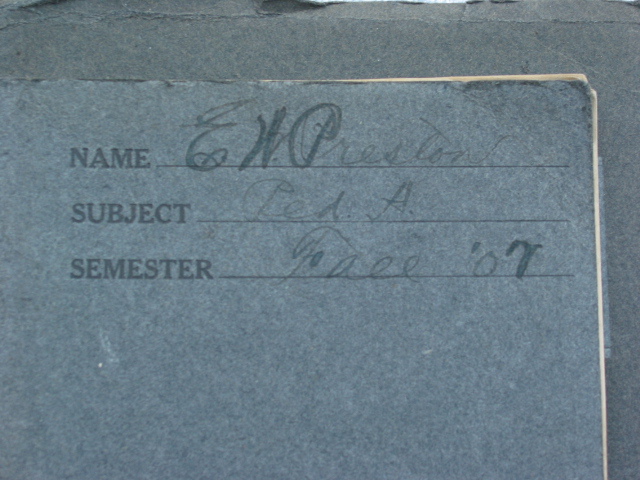 NAME E.W. Preston
SUBJECT Ped. A.
SEMESTER Fall '07